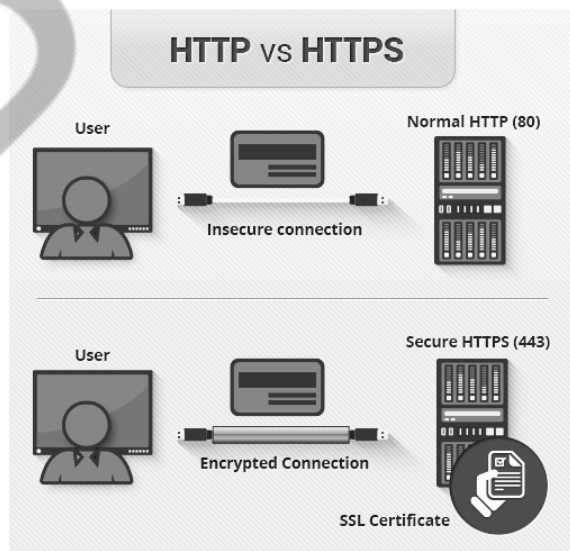 HTTP vs HTTPS
User
Normal HTTP (80)
Insecure connection
User
Secure HTTPS (443)
Encrypted Connection
SSL Certificate